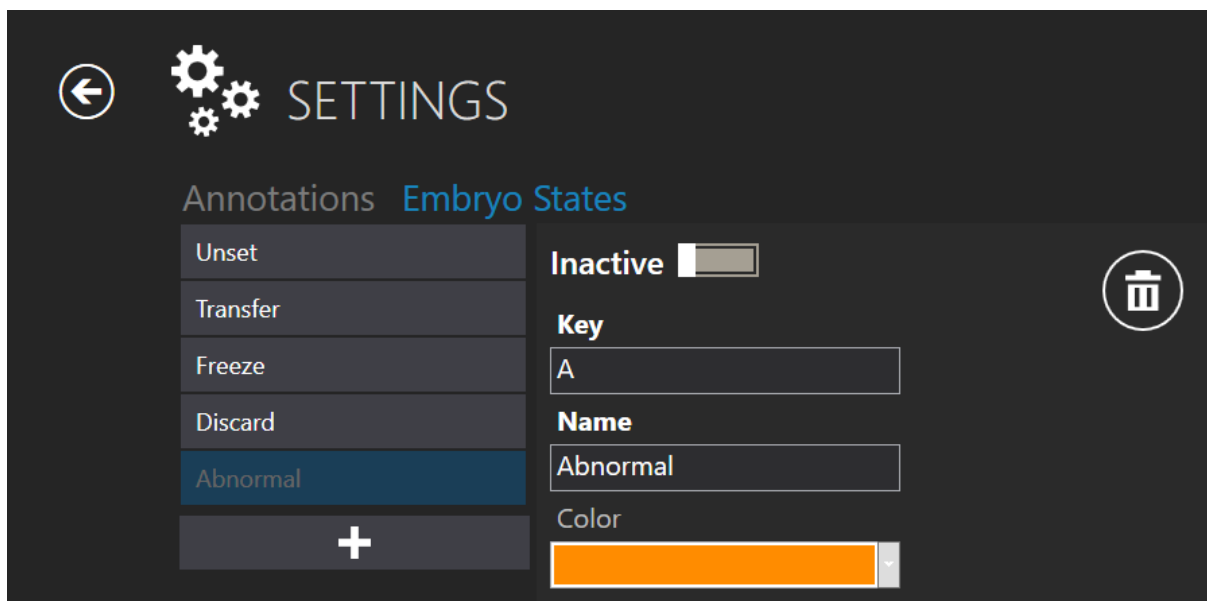 SETTINGS
Annotations Embryo States
Unset
Transfer
Freeze
Discard
Abnormal
Inactive
Key
A
Name
Abnormal
Color